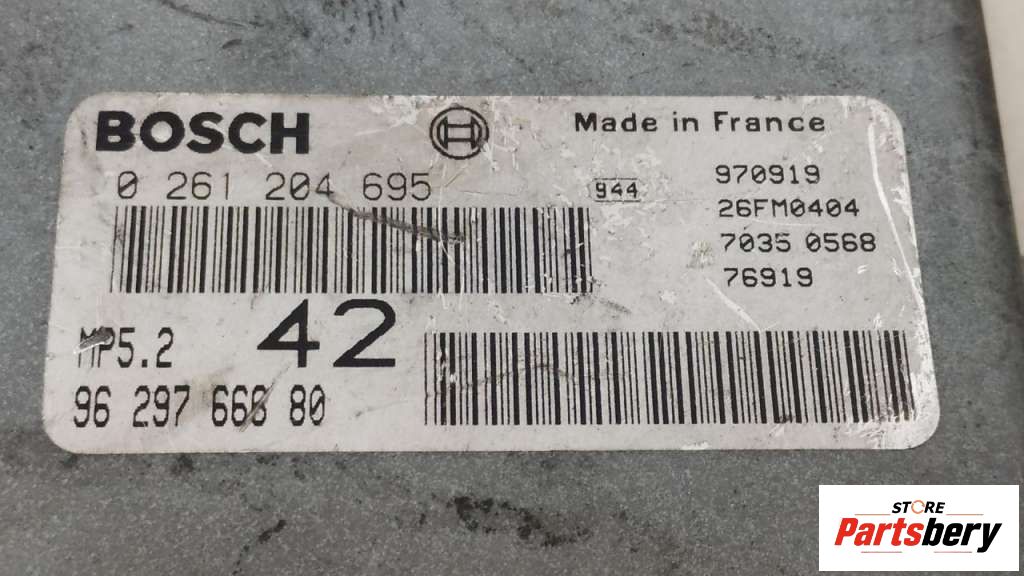 BOSCH
Made in France
0 261 204 695
944
970919
26FM0404
7035 0568
76919
MP5.2
42
96 297 666 80
STORE
Partsbery